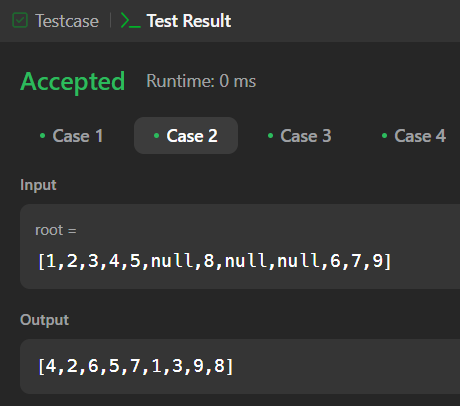 Testcase Test Result
Accepted Runtime: 0 ms
Case 1 Case 2 Case 3 Case 4
Input
root =
[1,2,3,4,5,null,8,null,null,6,7,9]
Output
[4,2,6,5,7,1,3,9,8]